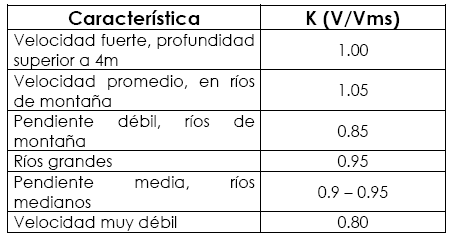 Característica K (V/Vms)
Velocidad fuerte, profundidad
superior a 4m 1.00
Velocidad promedio, en ríos
de montaña 1.05
Pendiente débil, ríos de
montaña 0.85
Ríos grandes 0.95
Pendiente media, ríos
medianos 0.9 – 0.95
Velocidad muy débil 0.80